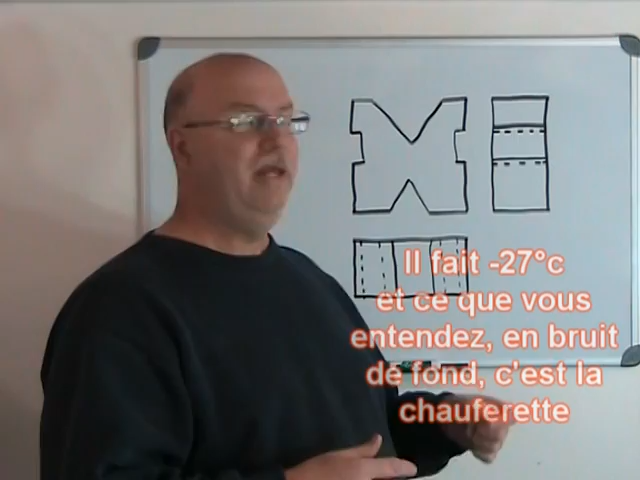 Il fait -27°c
et ce que vous
entendez, en bruit
de fond, c'est la
chauferette